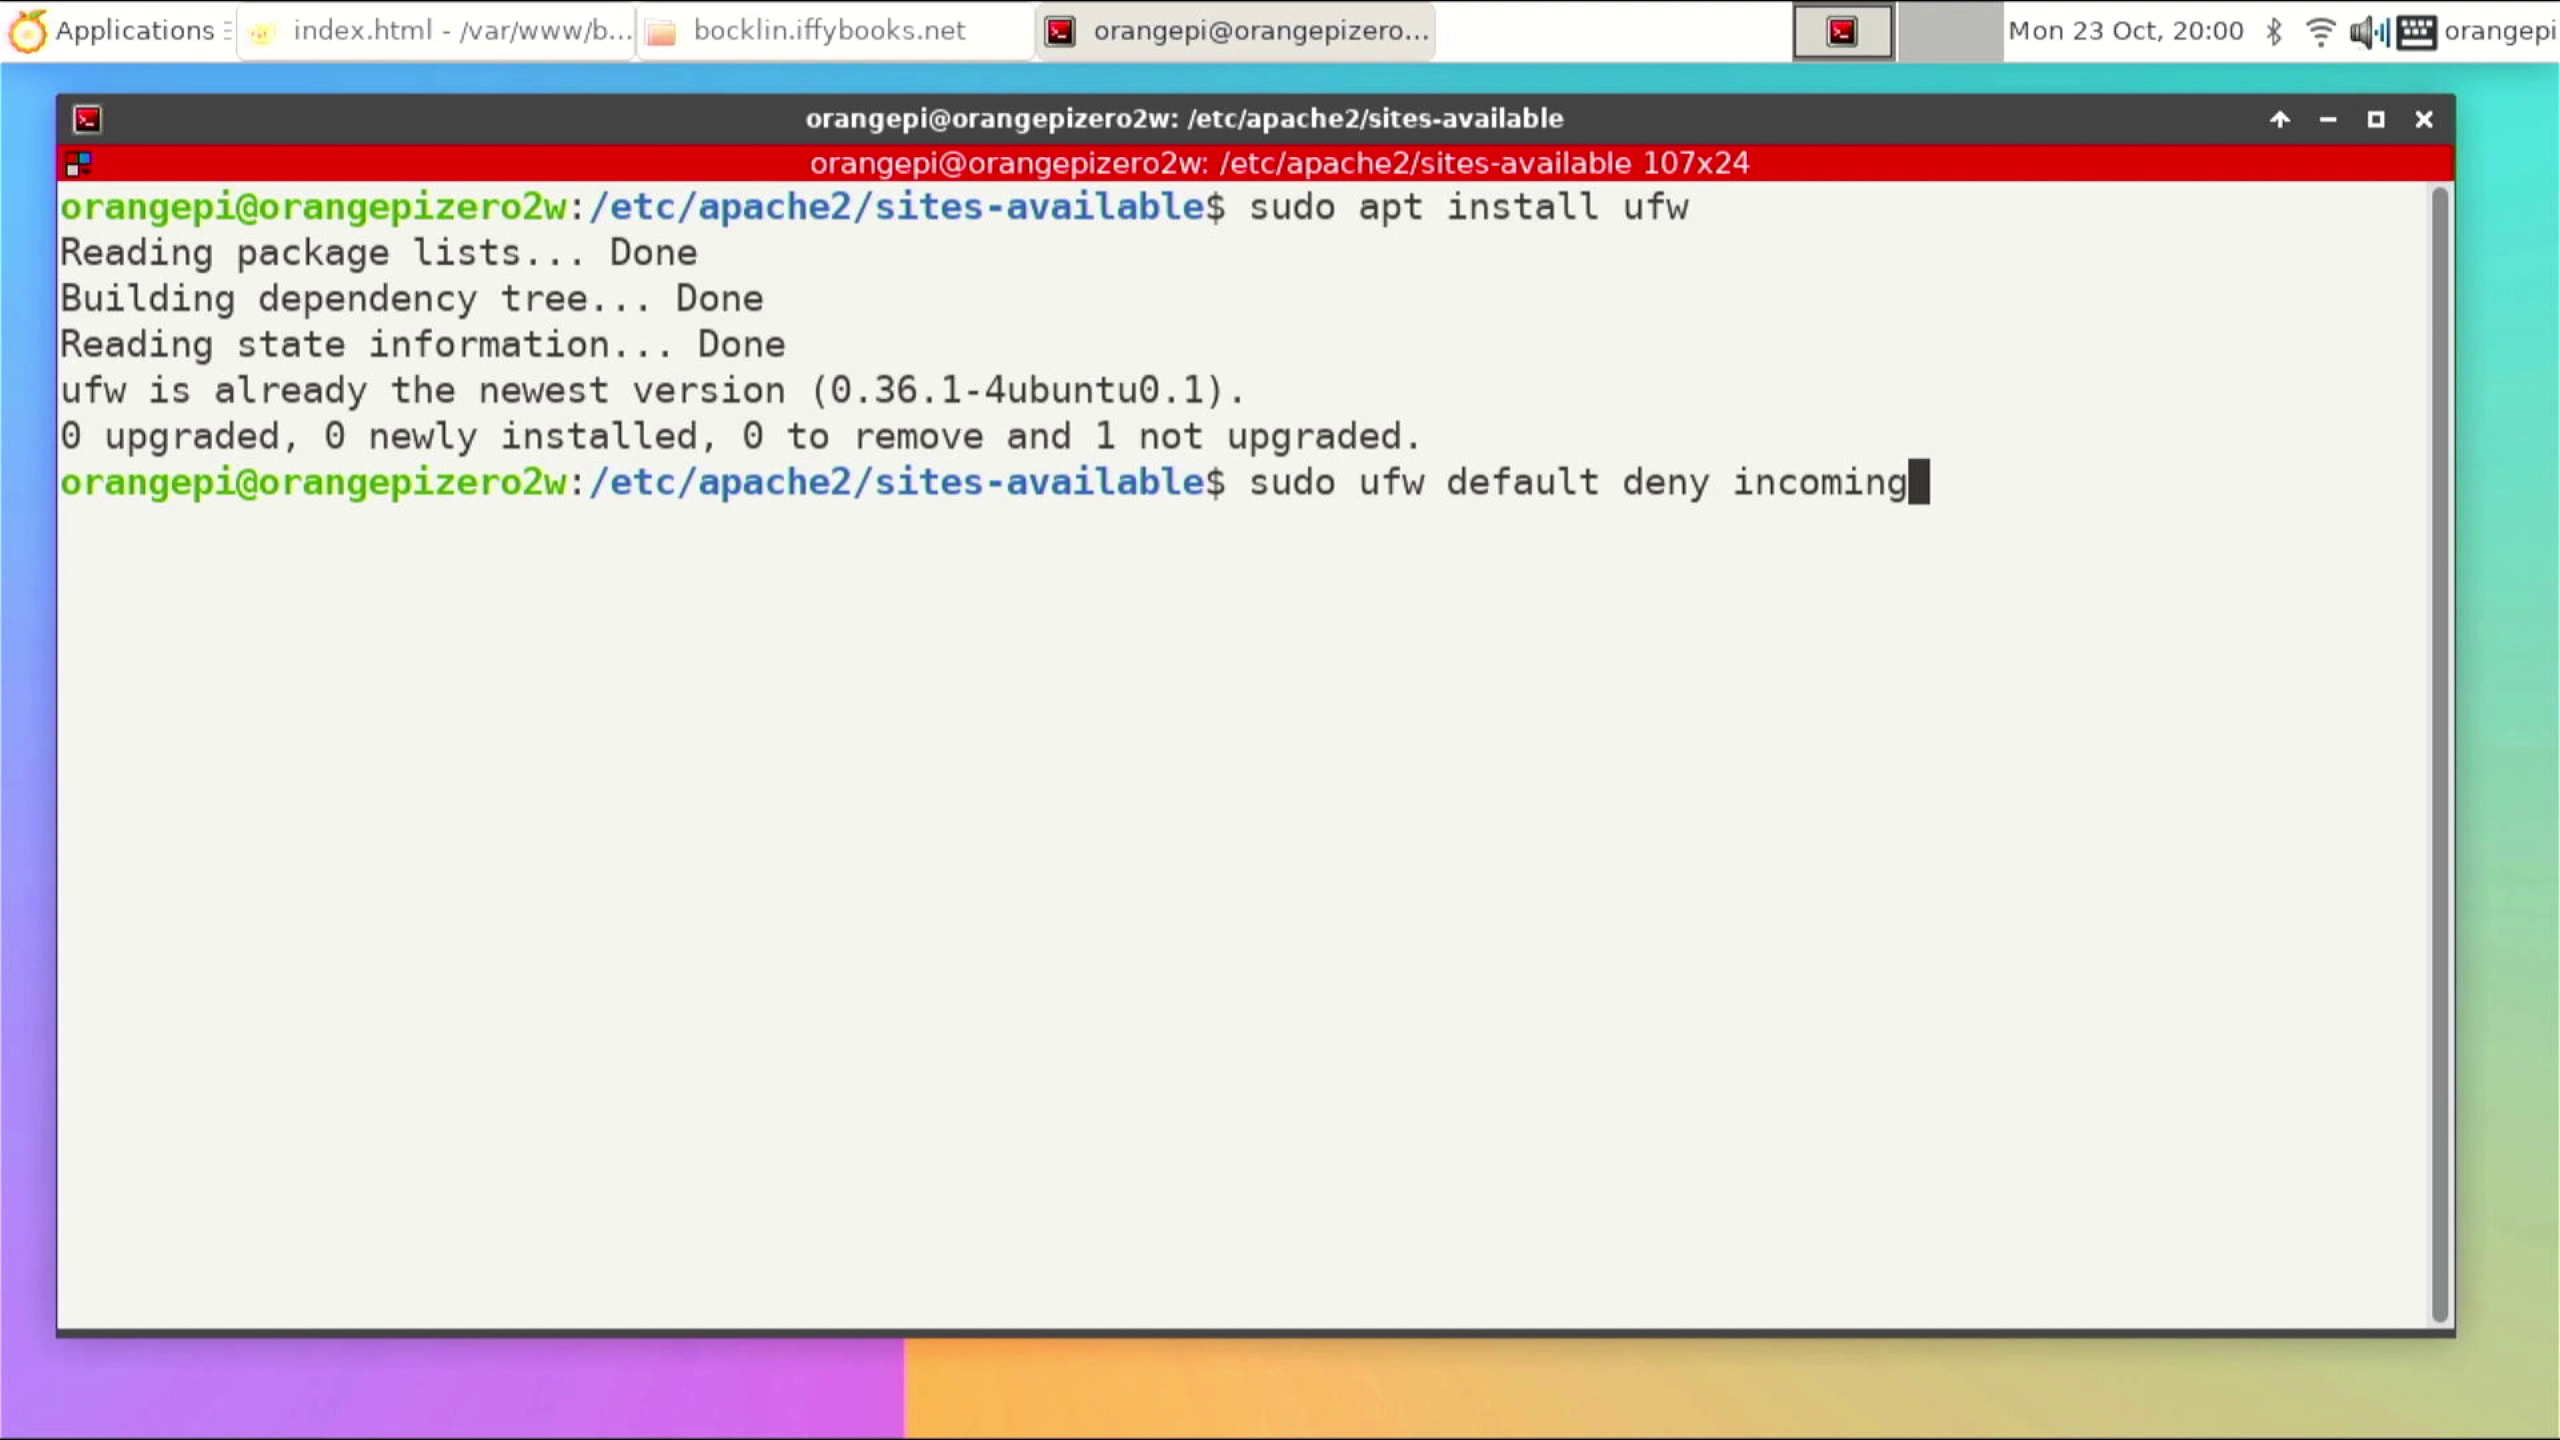 Applications
index.html - /var/www/b...
bocklin.iffybooks.net
orangepi@orangepizero...
Mon 23 Oct, 20:00
orangepi
orangepi@orangepizero2w: /etc/apache2/sites-available
orangepi@orangepizero2w: /etc/apache2/sites-available 107x24
orangepi@orangepizero2w:/etc/apache2/sites-available$ sudo apt install ufw
Reading package lists... Done
Building dependency tree... Done
Reading state information... Done
ufw is already the newest version (0.36.1-4ubuntu0.1).
0 upgraded, 0 newly installed, 0 to remove and 1 not upgraded.
orangepi@orangepizero2w:/etc/apache2/sites-available$ sudo ufw default deny incoming